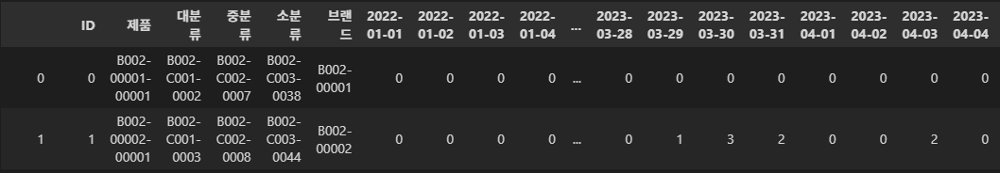 ID 제품 대분류 중분류 소분류 브랜드 2022-01-01 2022-01-02 2022-01-03 2022-01-04 ... 2023-03-28 2023-03-29 2023-03-30 2023-03-31 2023-04-01 2023-04-02 2023-04-03 2023-04-04
0 0 B002-00001-00001 B002-C001-0002 B002-C002-0007 B002-C003-0038 B002-00001 0 0 0 0 ... 0 0 0 0 0 0 0 0
1 1 B002-00002-00001 B002-C001-0003 B002-C002-0008 B002-C003-0044 B002-00002 0 0 0 0 ... 0 1 3 2 0 0 2 0